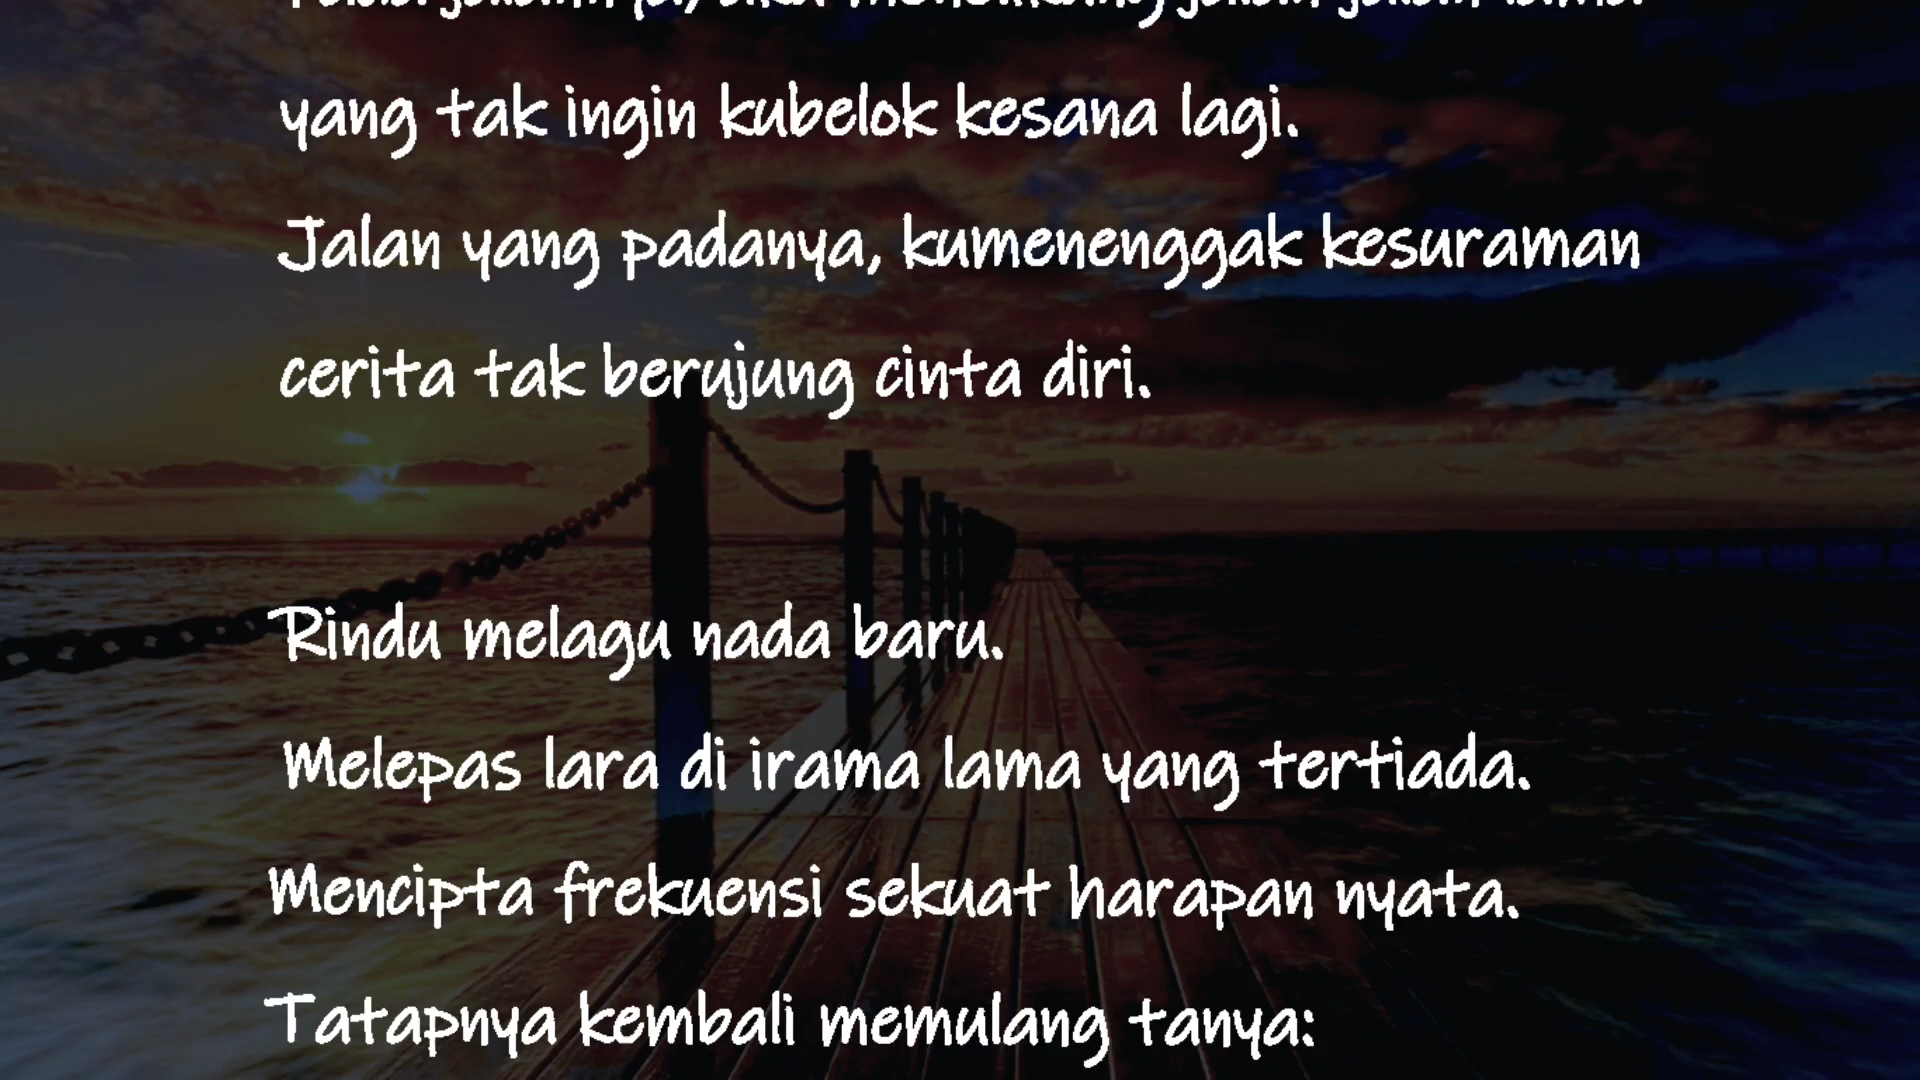 yang tak ingin kubelok kesana lagi.
Jalan yang padanya, kumenenggak kesuraman
cerita tak berujung cinta diri.
Rindu melagu nada baru.
Melepas lara di irama lama yang tertiada.
Mencipta frekuensi sekuat harapan nyata.
Tatapnya kembali memulang tanya: